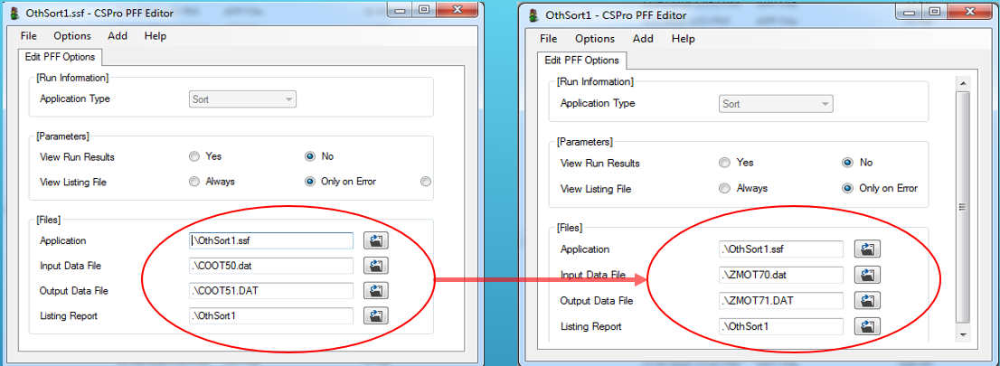 OthSort1.ssf - CSPro PFF Editor
File Options Add Help
Edit PFF Options
[Run Information]
Application Type Sort
[Parameters]
View Run Results Yes No
View Listing File Always Only on Error
[Files]
Application .\OthSort1.ssf
Input Data File .\COOT50.dat
Output Data File .\COOT51.DAT
Listing Report .\OthSort1
OthSort1 - CSPro PFF Editor
File Options Add Help
Edit PFF Options
[Run Information]
Application Type Sort
[Parameters]
View Run Results Yes No
View Listing File Always Only on Error
[Files]
Application .\OthSort1.ssf
Input Data File .\ZMOT70.dat
Output Data File .\ZMOT71.DAT
Listing Report .\OthSort1